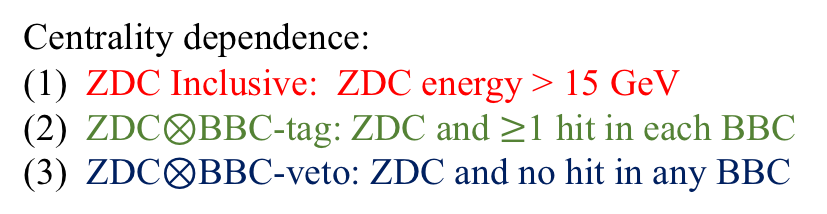 Centrality dependence:
(1) ZDC Inclusive: ZDC energy > 15 GeV
(2) ZDC⊗BBC-tag: ZDC and ≥1 hit in each BBC
(3) ZDC⊗BBC-veto: ZDC and no hit in any BBC